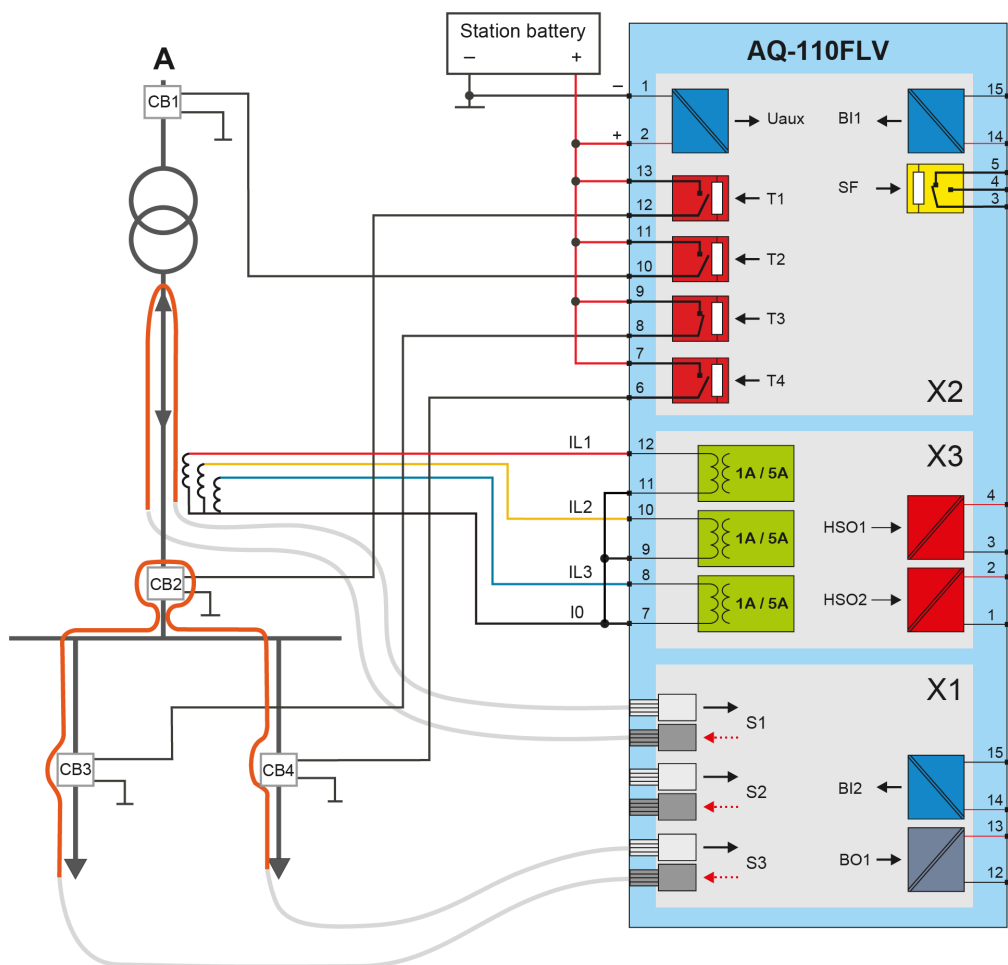 Station battery
– +
AQ-110FLV
A
CB1
– 1
Uaux
BI1
15
+ 2
14
13
T1
SF
5
4
3
12
11
T2
10
9
T3
8
7
T4
6
X2
IL1 12
1A / 5A
X3
11
IL2 10
1A / 5A
HSO1
4
3
9
IL3 8
1A / 5A
HSO2
2
1
I0 7
CB2
X1
S1
CB3
CB4
S2
BI2
15
14
S3
BO1
13
12